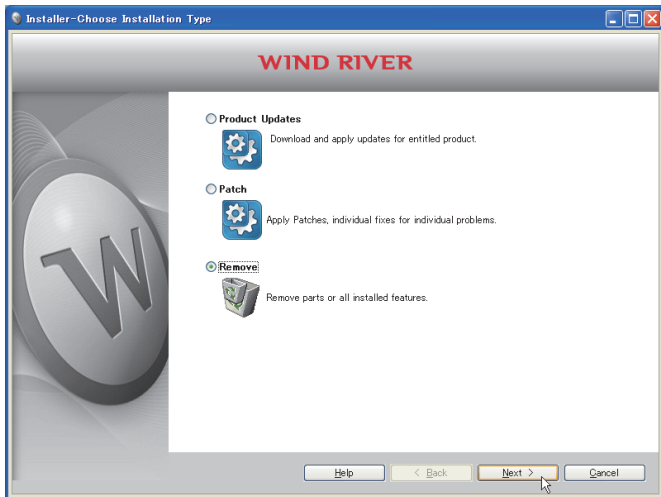 Installer-Choose Installation Type
WIND RIVER
Product Updates
Download and apply updates for entitled product.
Patch
Apply Patches, individual fixes for individual problems.
Remove
Remove parts or all installed features.
W
Help
< Back
Next >
Cancel